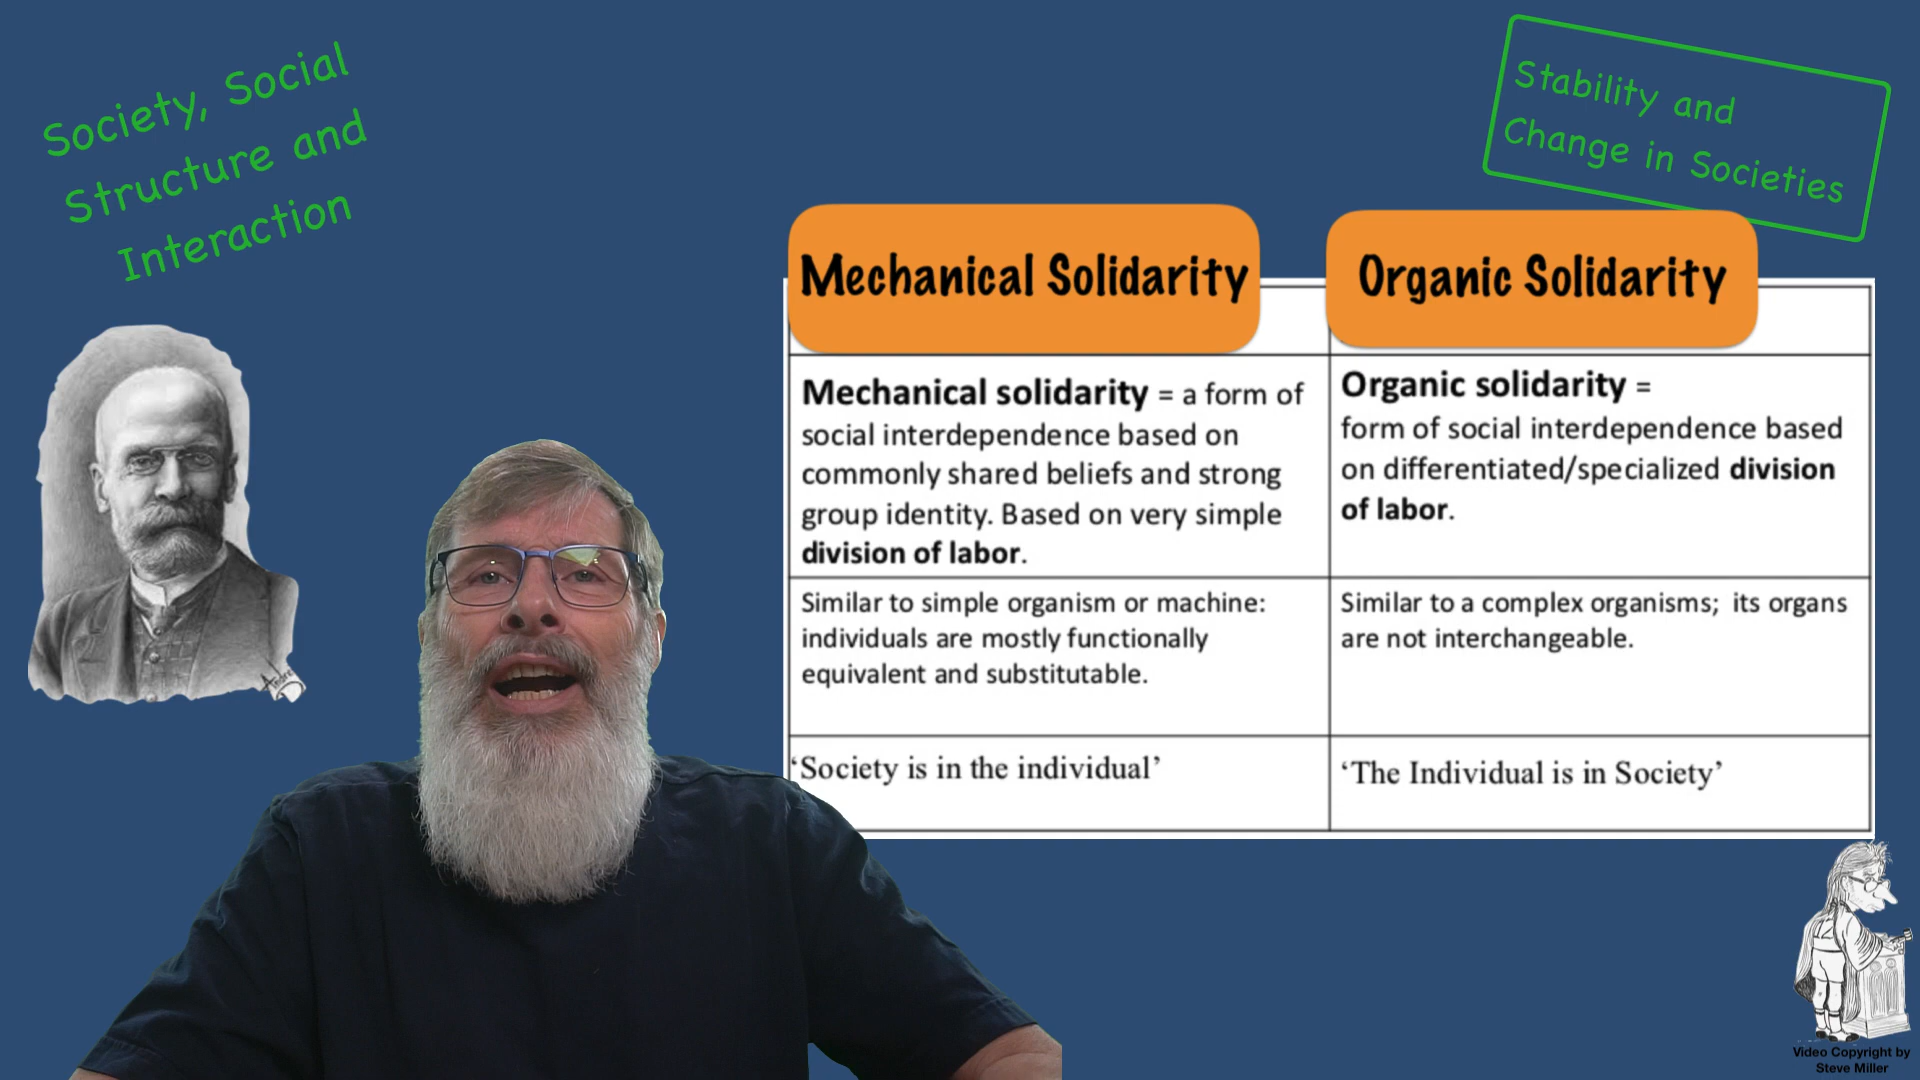 Society, Social
Structure and
Interaction
Stability and
Change in Societies
Mechanical Solidarity
Organic Solidarity
Mechanical solidarity = a form of
social interdependence based on
commonly shared beliefs and strong
group identity. Based on very simple
division of labor.
Organic solidarity =
form of social interdependence based
on differentiated/specialized division
of labor.
Similar to simple organism or machine:
individuals are mostly functionally
equivalent and substitutable.
Similar to a complex organisms; its organs
are not interchangeable.
‘Society is in the individual’
‘The Individual is in Society’
Andre
Video Copyright by
Steve Miller